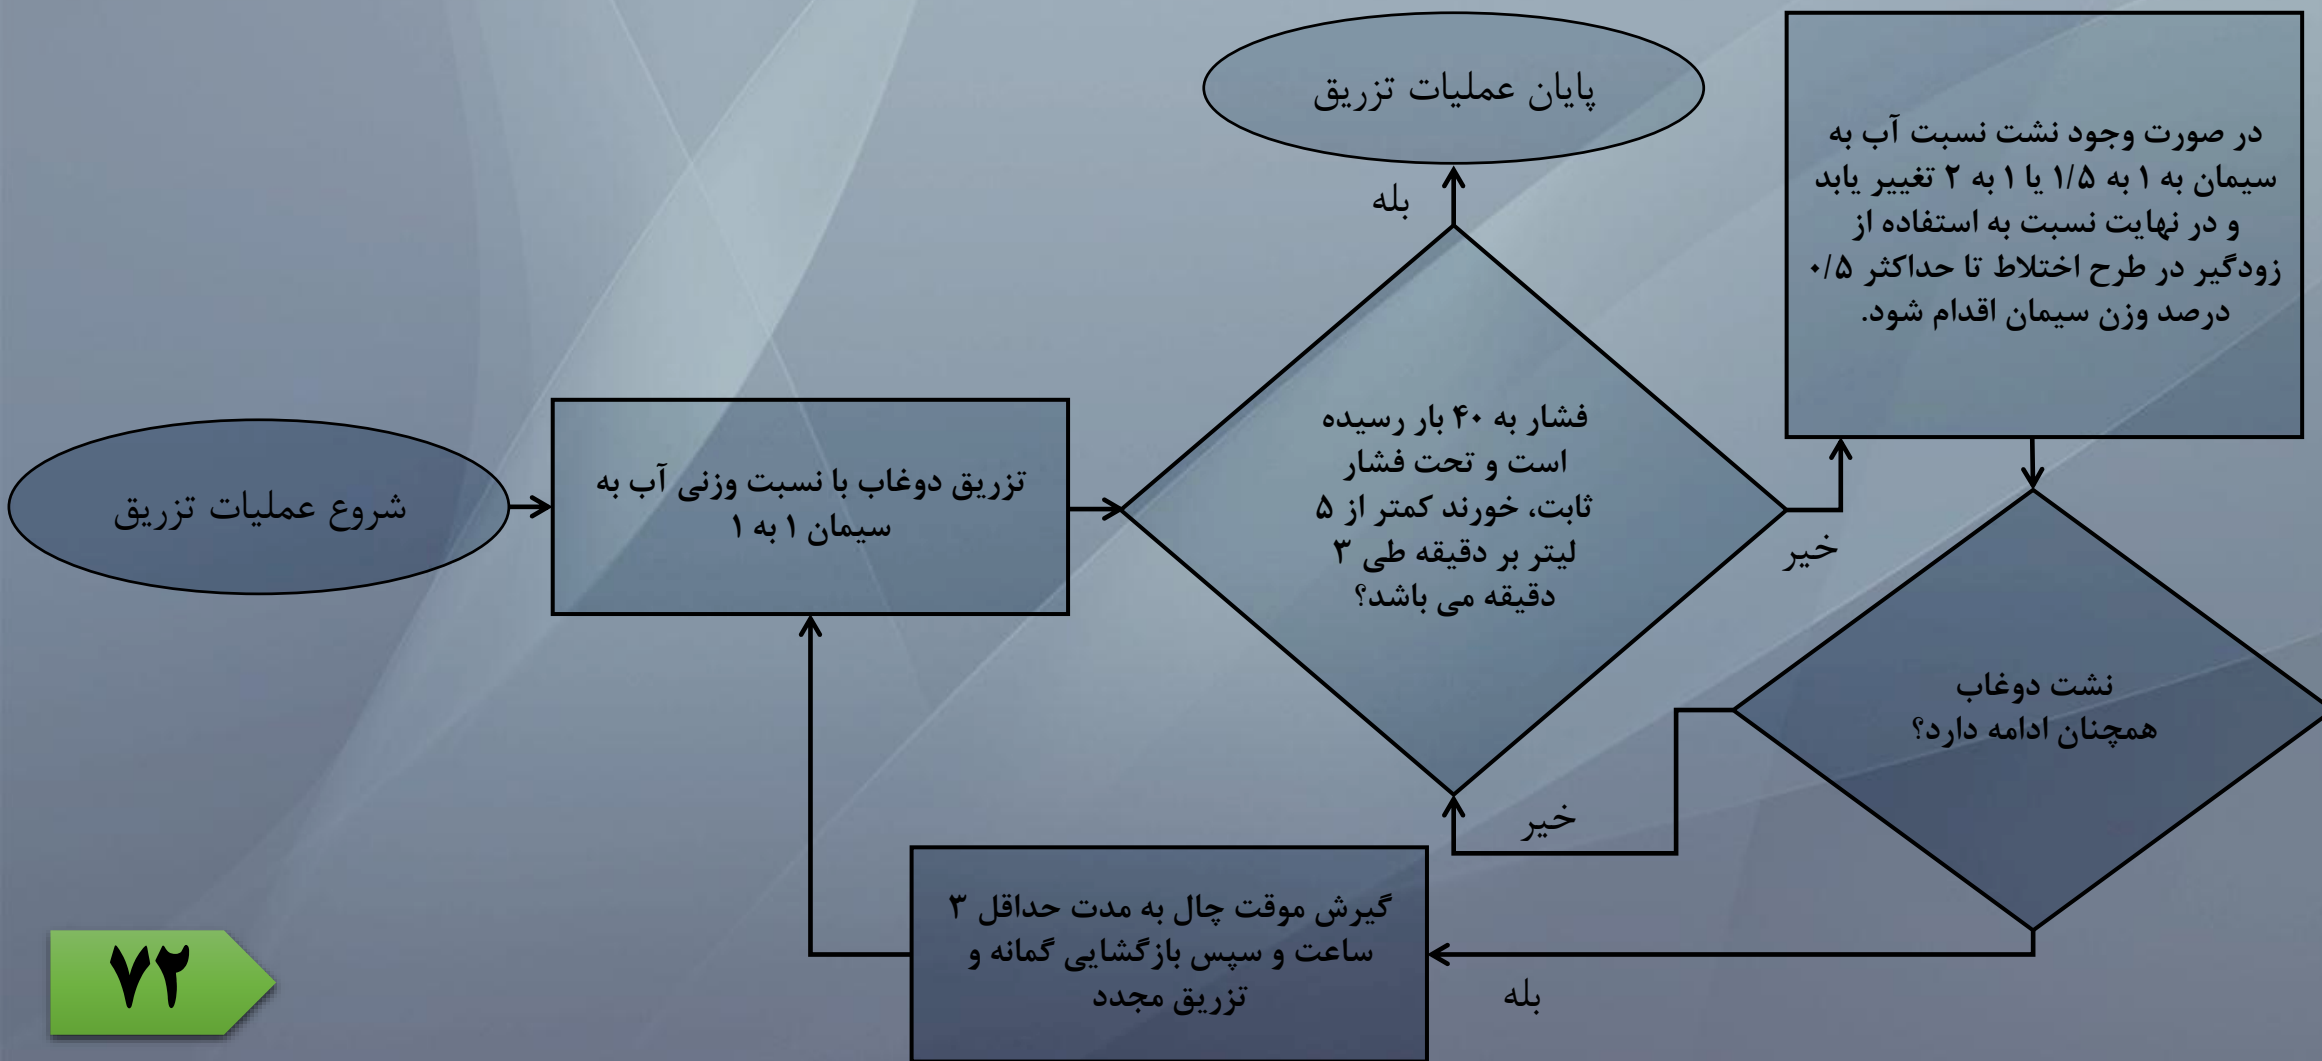 شروع عملیات تزریق
تزریق دوغاب با نسبت وزنی آب به
سیمان ۱ به ۱
فشار به ۴۰ بار رسیده
است و تحت فشار
ثابت، خورند کمتر از ۵
لیتر بر دقیقه طی ۳
دقیقه می باشد؟
بله
پایان عملیات تزریق
خیر
در صورت وجود نشت نسبت آب به
سیمان به ۱ به ۱/۵ یا ۱ به ۲ تغییر یابد
و در نهایت نسبت به استفاده از
زودگیر در طرح اختلاط تا حداکثر ۰/۵
درصد وزن سیمان اقدام شود.
نشت دوغاب
همچنان ادامه دارد؟
خیر
بله
گیرش موقت چال به مدت حداقل ۳
ساعت و سپس بازگشایی گمانه و
تزریق مجدد
۷۲